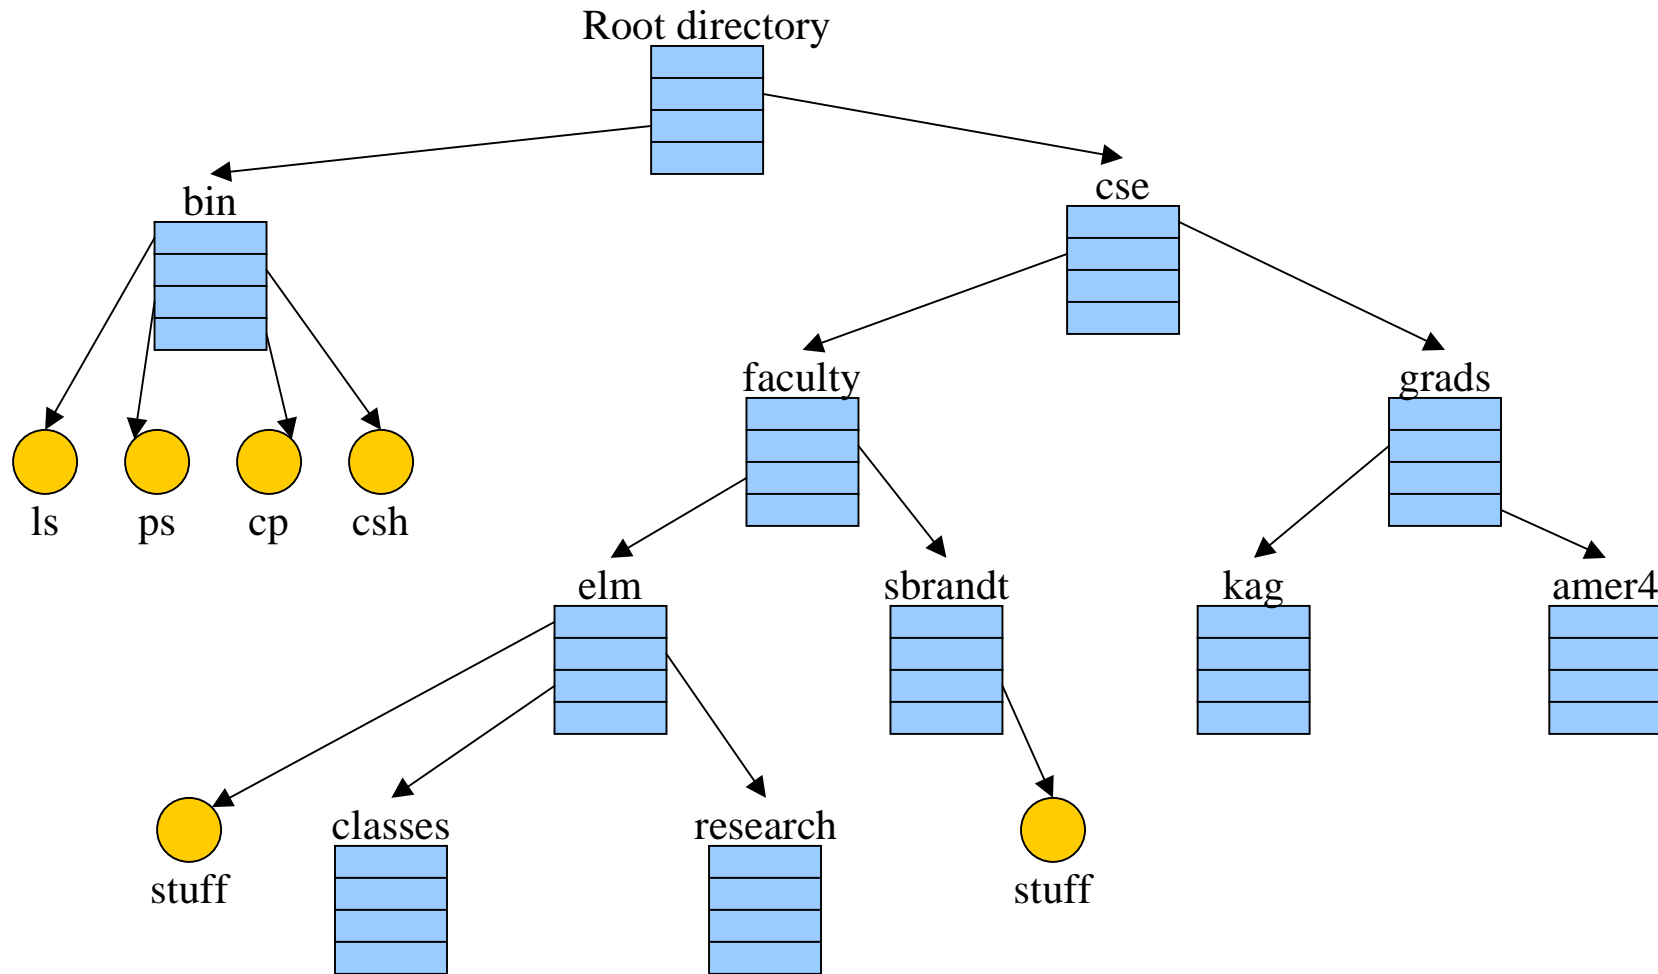 Root directory
bin
cse
faculty
grads
ls
ps
cp
csh
elm
sbrandt
kag
amer4
classes
research
stuff
stuff